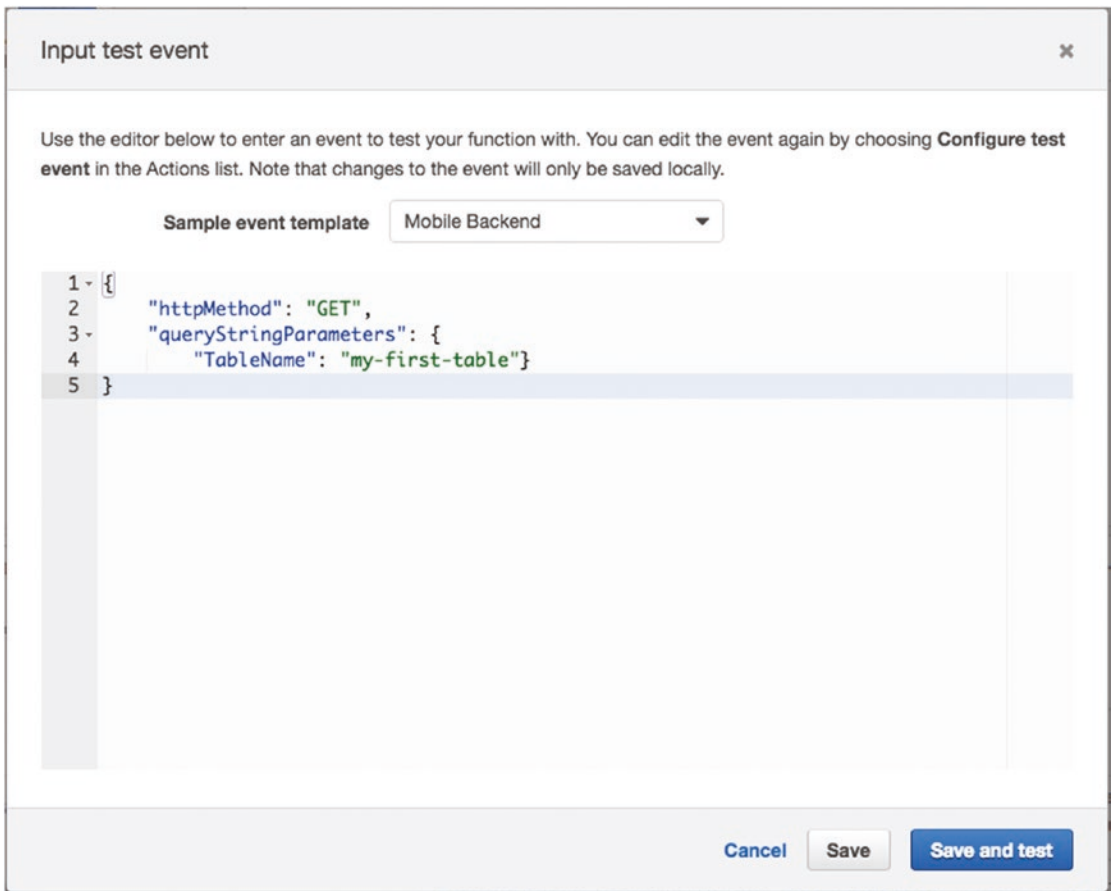 Input test event
Use the editor below to enter an event to test your function with. You can edit the event again by choosing Configure test
event in the Actions list. Note that changes to the event will only be saved locally.
Sample event template Mobile Backend
1 {
2 "httpMethod": "GET",
3 "queryStringParameters": {
4 "TableName": "my-first-table"}
5 }
Cancel Save Save and test